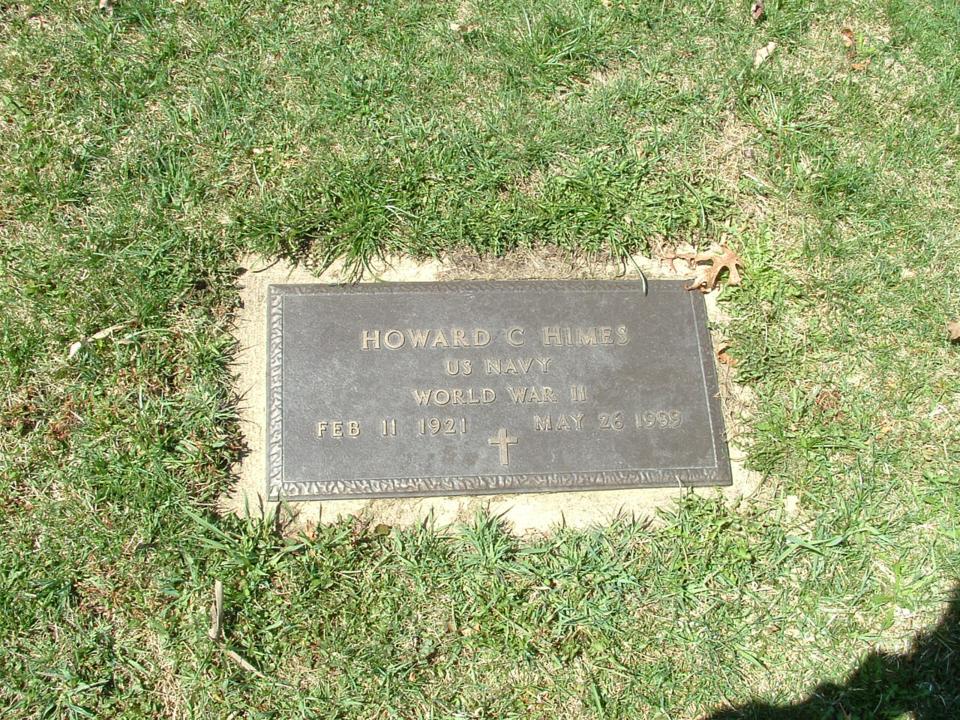 HOWARD C HIMES
US NAVY
WORLD WAR II
FEB 11 1921 MAY 26 1999